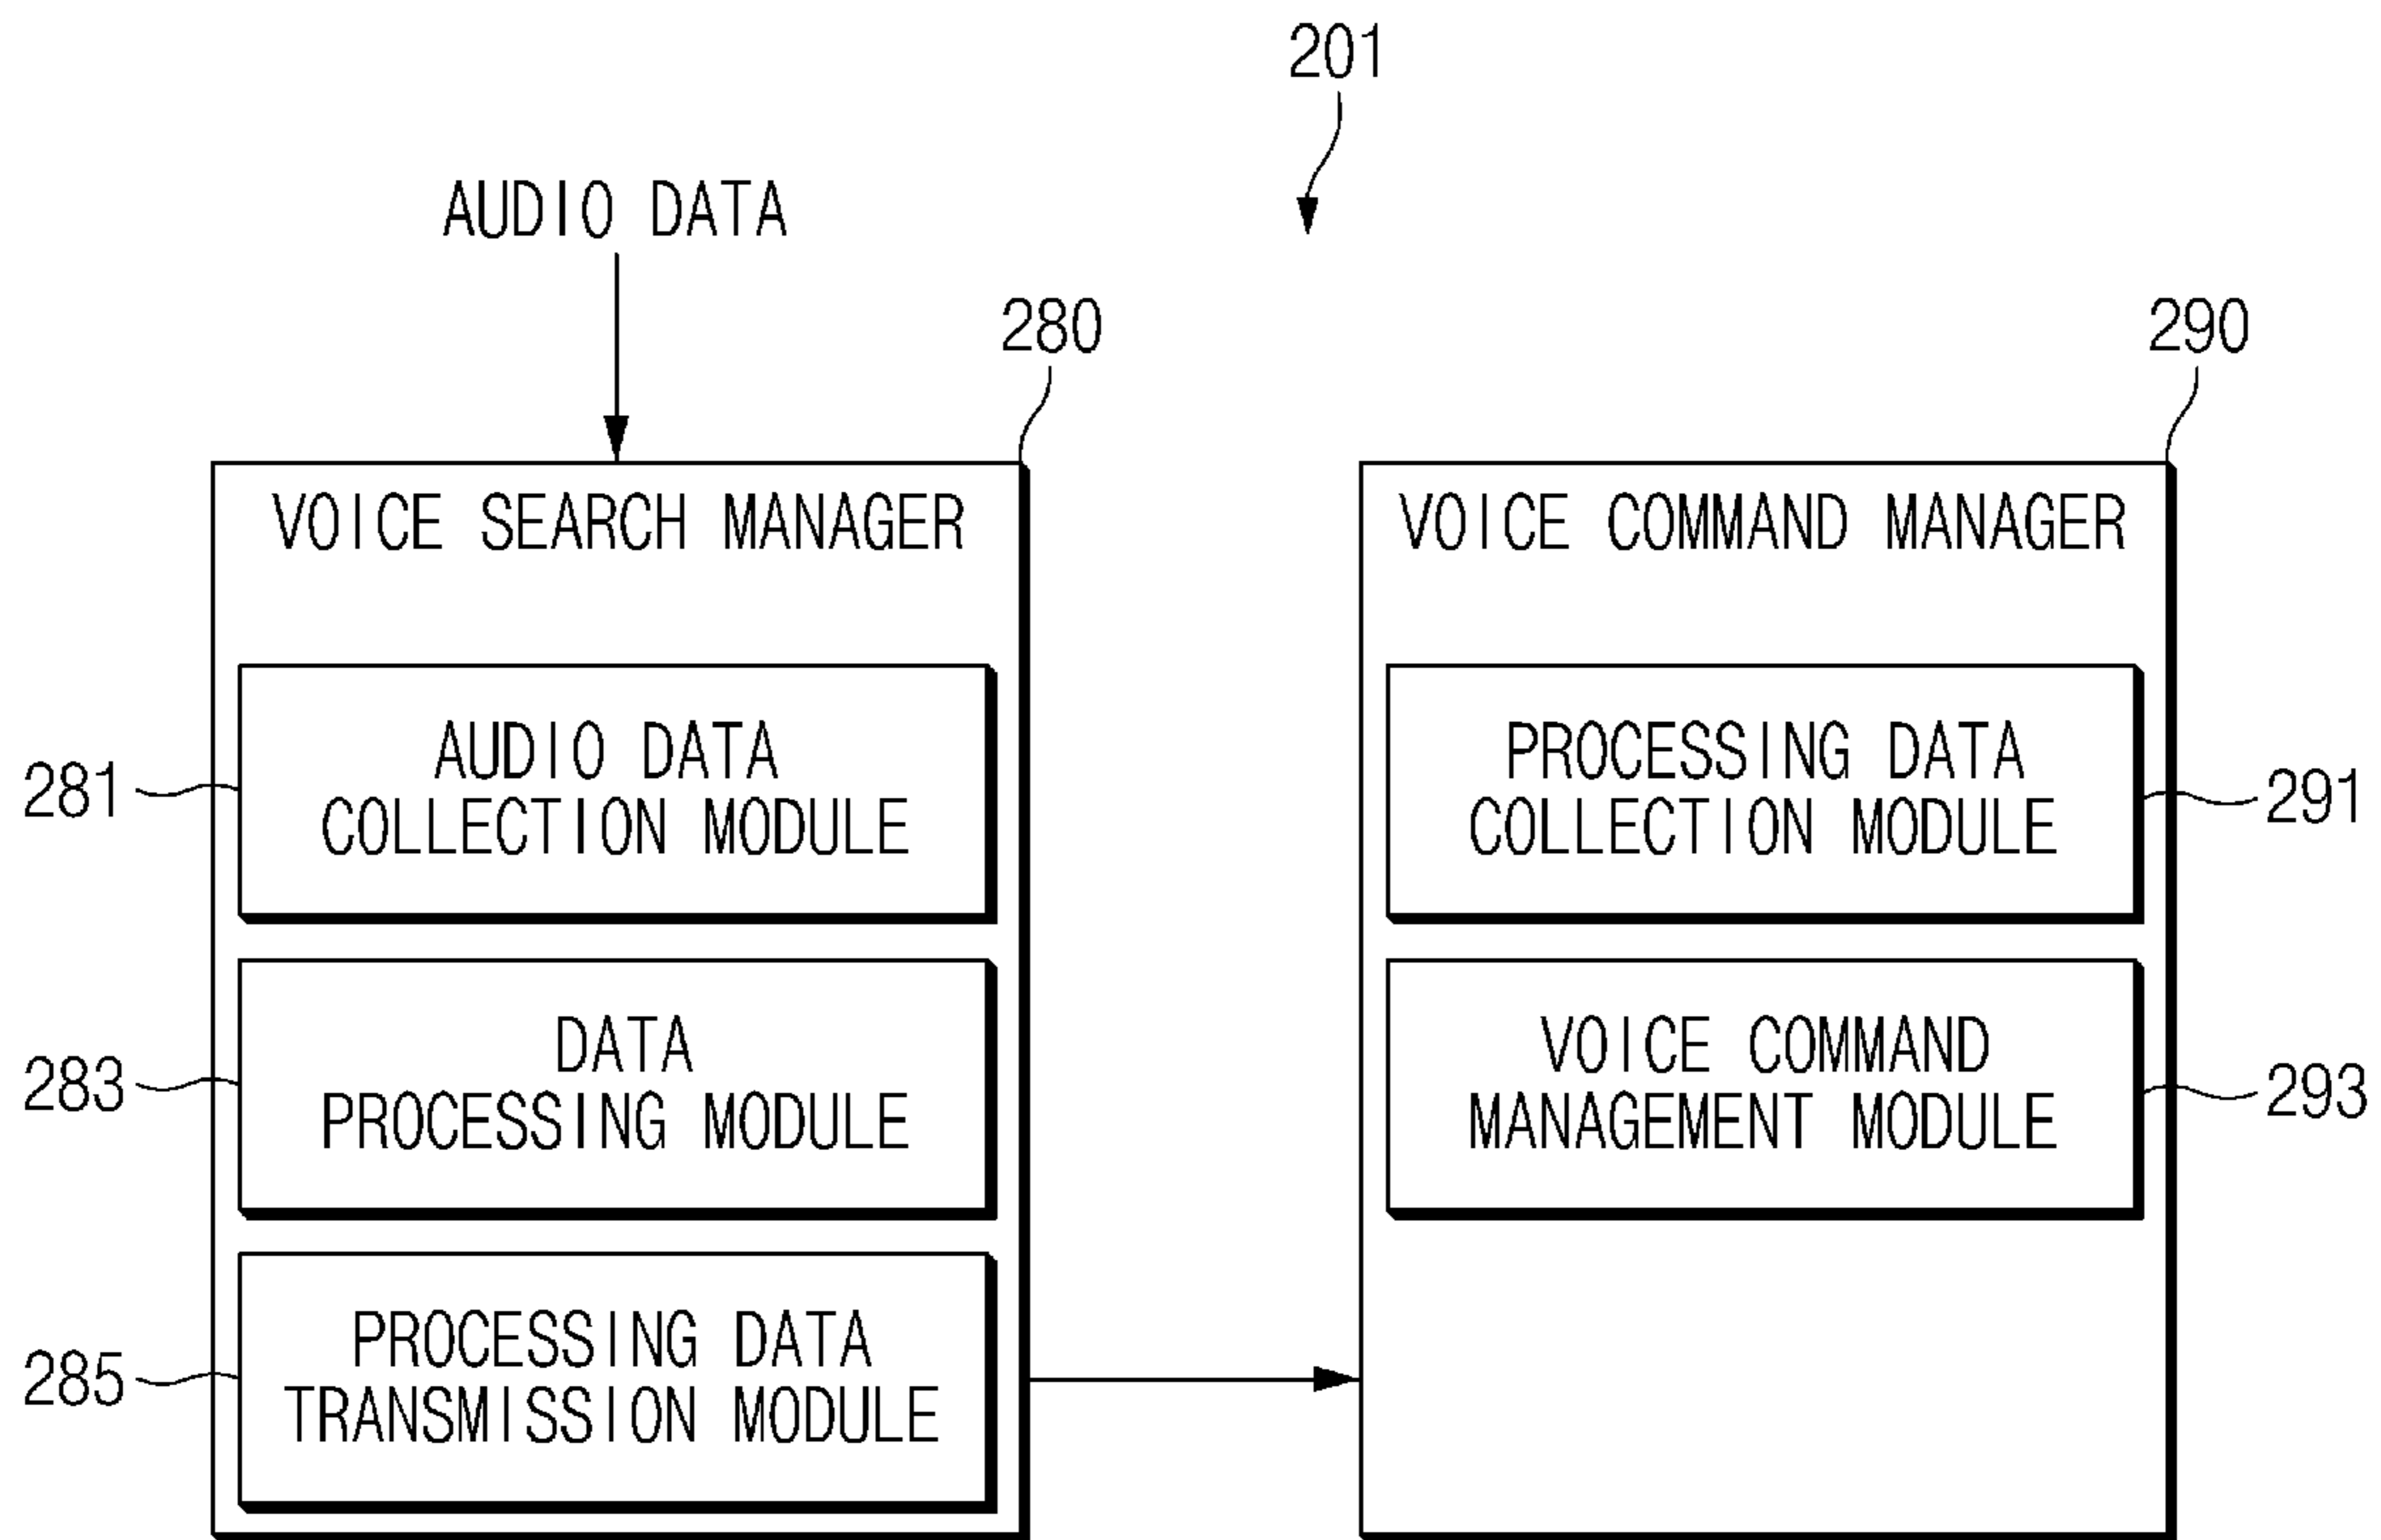 201
AUDIO DATA
280
290
VOICE SEARCH MANAGER
VOICE COMMAND MANAGER
281
AUDIO DATA
COLLECTION MODULE
PROCESSING DATA
COLLECTION MODULE
291
283
DATA
PROCESSING MODULE
VOICE COMMAND
MANAGEMENT MODULE
293
285
PROCESSING DATA
TRANSMISSION MODULE